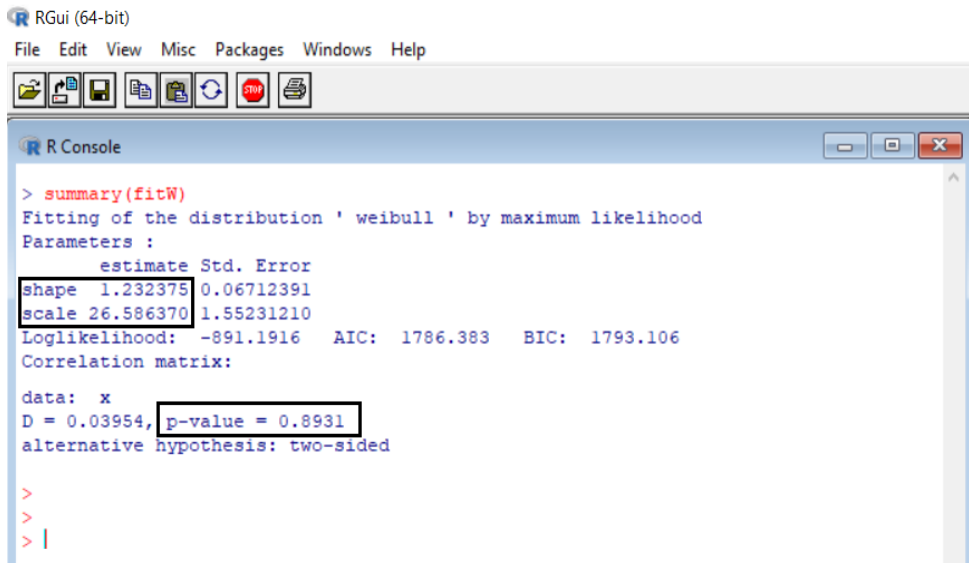 RGui (64-bit)
File Edit View Misc Packages Windows Help
STOP
R Console
> summary(fitW)
Fitting of the distribution ' weibull ' by maximum likelihood
Parameters :
estimate Std. Error
shape 1.232375 0.06712391
scale 26.586370 1.55231210
Loglikelihood: -891.1916 AIC: 1786.383 BIC: 1793.106
Correlation matrix:
data: x
D = 0.03954, p-value = 0.8931
alternative hypothesis: two-sided
>
>
>